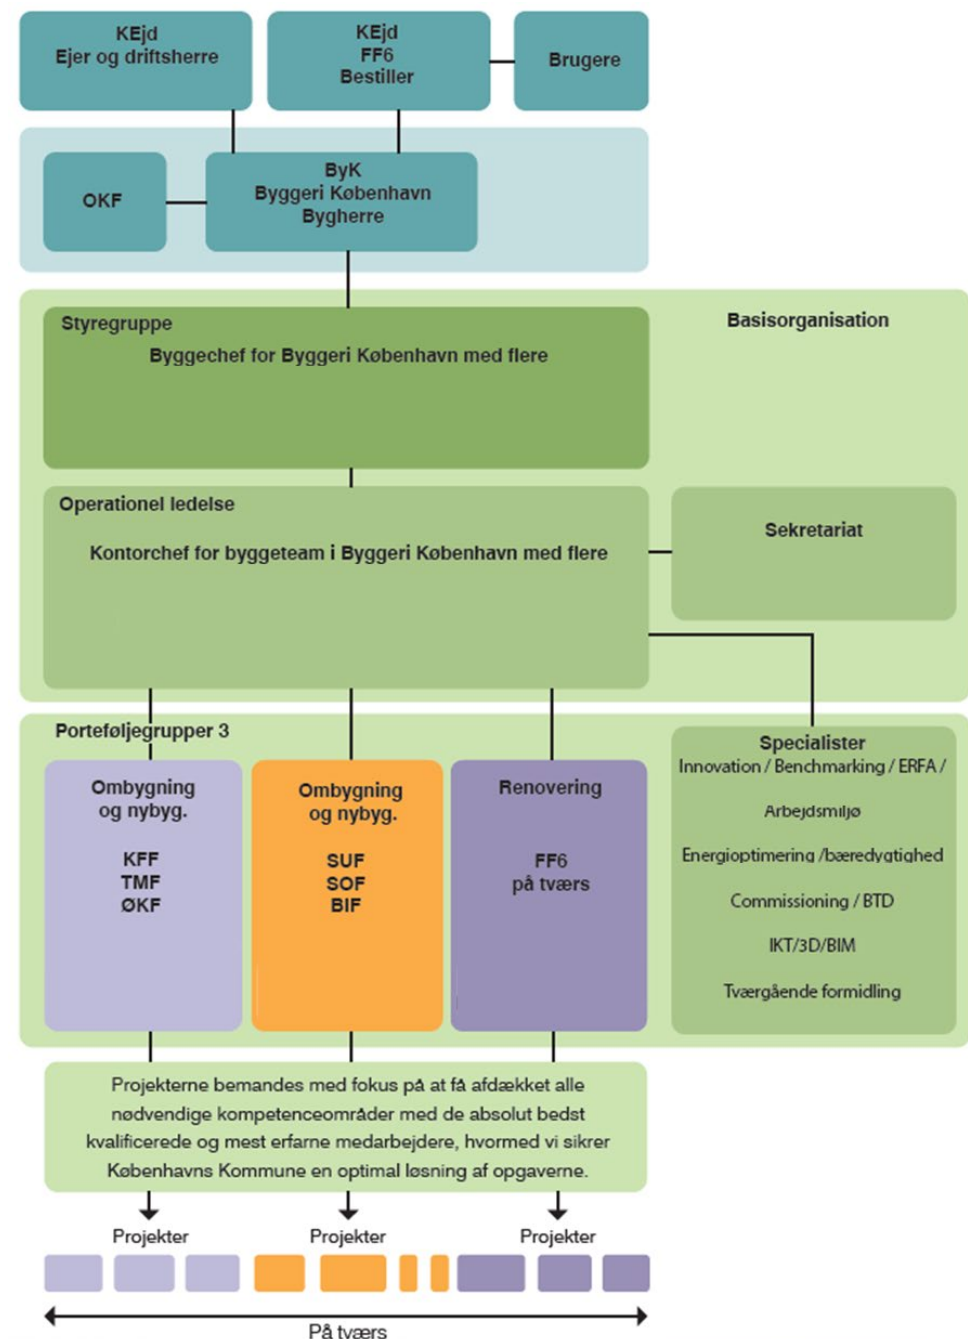 KEjd
Ejer og driftsherre
KEjd
FF6
Bestiller
Brugere
OKF
ByK
Byggeri København
Bygherre
Styregruppe
Byggechef for Byggeri København med flere
Basisorganisation
Operationel ledelse
Kontorchef for byggeteam i Byggeri København med flere
Sekretariat
Porteføljegrupper 3
Ombygning
og nybyg.
KFF
TMF
ØKF
Ombygning
og nybyg.
SUF
SOF
BIF
Renovering
FF6
på tværs
Specialister
Innovation / Benchmarking / ERFA /
Arbejdsmiljø
Energioptimering /bæredygtighed
Commissioning / BTD
IKT/3D/BIM
Tværgående formidling
Projekterne bemandes med fokus på at få afdækket alle
nødvendige kompetenceområder med de absolut bedst
kvalificerede og mest erfarne medarbejdere, hvormed vi sikrer
Københavns Kommune en optimal løsning af opgaverne.
Projekter
Projekter
Projekter
På tværs